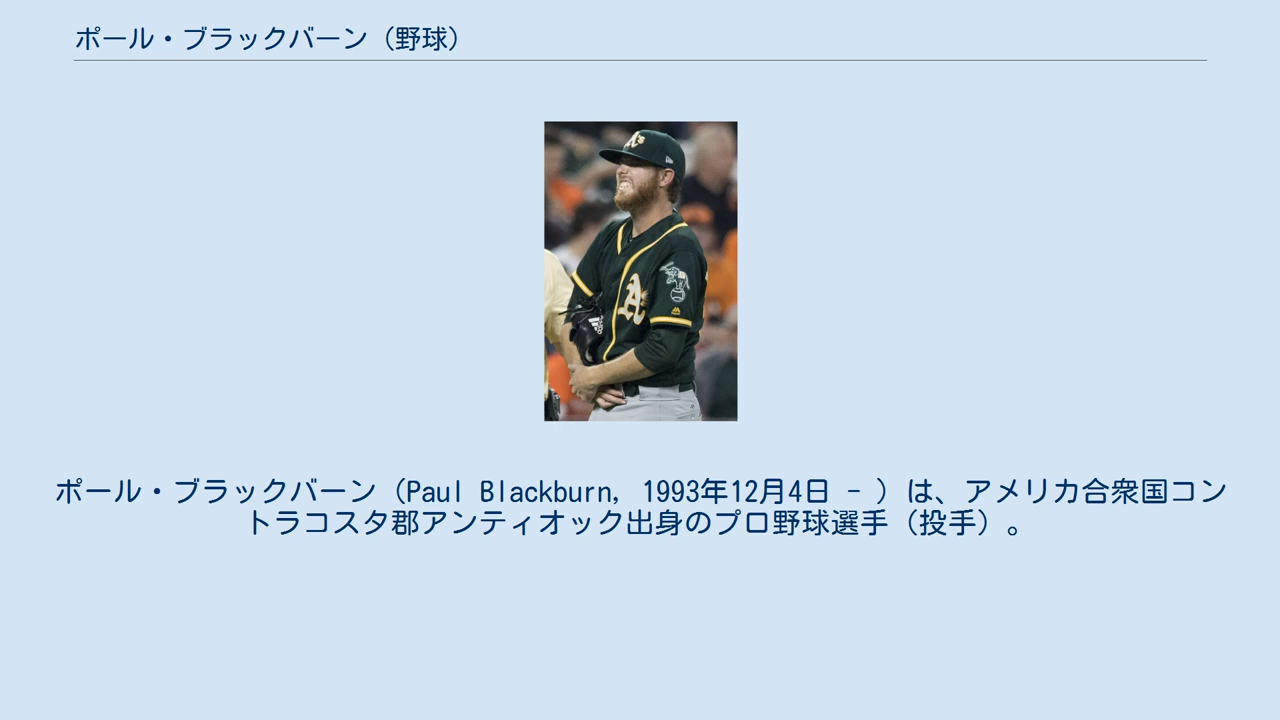 ポール・ブラックバーン（野球）
A's
A's
ポール・ブラックバーン（Paul Blackburn, 1993年12月4日 - ）は、アメリカ合衆国コン
トラコスタ郡アンティオック出身のプロ野球選手（投手）。